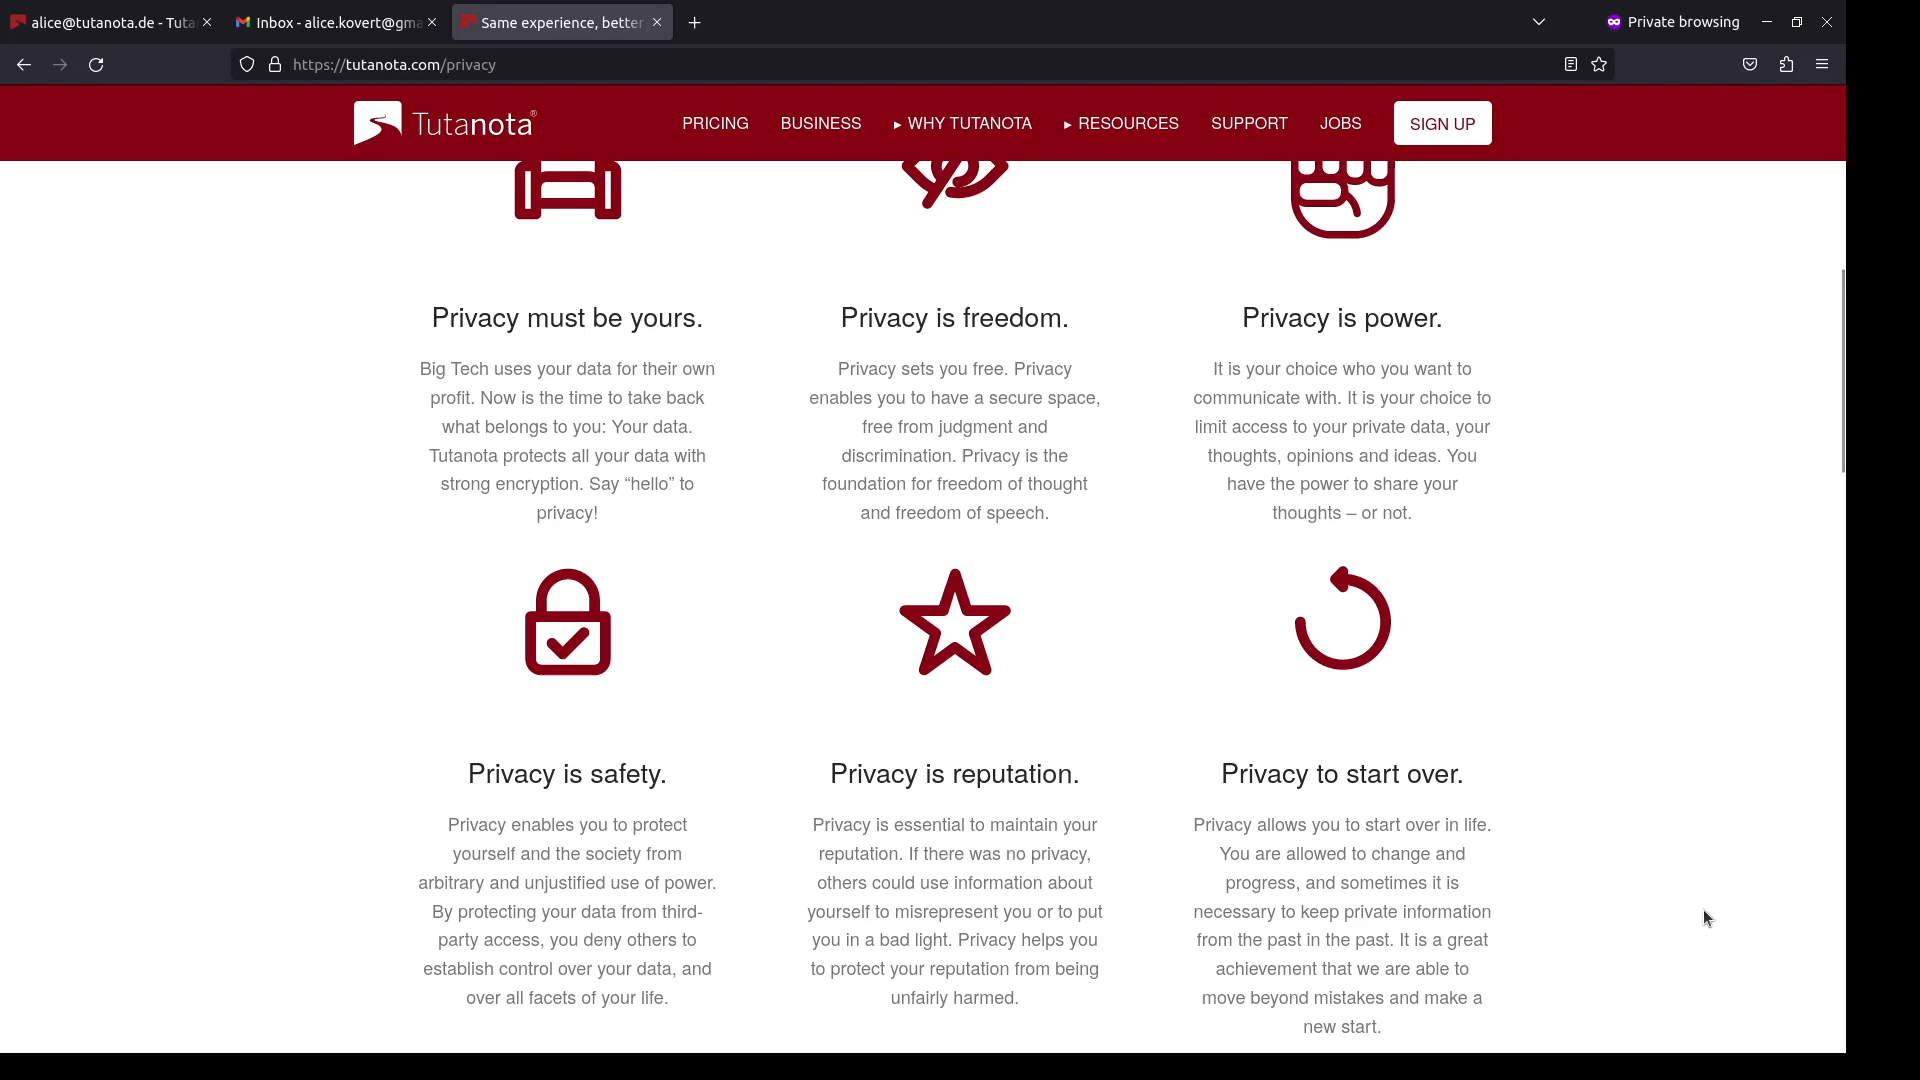 alice@tutanota.de - Tuta
Inbox - alice.kovert@gma
Same experience, better
Private browsing
https://tutanota.com/privacy
Tutanota®
PRICING
BUSINESS
▸ WHY TUTANOTA
▸ RESOURCES
SUPPORT
JOBS
SIGN UP
Privacy must be yours.
Big Tech uses your data for their own
profit. Now is the time to take back
what belongs to you: Your data.
Tutanota protects all your data with
strong encryption. Say “hello” to
privacy!
Privacy is freedom.
Privacy sets you free. Privacy
enables you to have a secure space,
free from judgment and
discrimination. Privacy is the
foundation for freedom of thought
and freedom of speech.
Privacy is power.
It is your choice who you want to
communicate with. It is your choice to
limit access to your private data, your
thoughts, opinions and ideas. You
have the power to share your
thoughts – or not.
Privacy is safety.
Privacy enables you to protect
yourself and the society from
arbitrary and unjustified use of power.
By protecting your data from third-
party access, you deny others to
establish control over your data, and
over all facets of your life.
Privacy is reputation.
Privacy is essential to maintain your
reputation. If there was no privacy,
others could use information about
yourself to misrepresent you or to put
you in a bad light. Privacy helps you
to protect your reputation from being
unfairly harmed.
Privacy to start over.
Privacy allows you to start over in life.
You are allowed to change and
progress, and sometimes it is
necessary to keep private information
from the past in the past. It is a great
achievement that we are able to
move beyond mistakes and make a
new start.